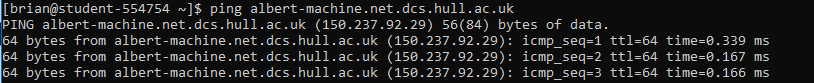 [brian@student-554754 ~]$ ping albert-machine.net.dcs.hull.ac.uk
PING albert-machine.net.dcs.hull.ac.uk (150.237.92.29) 56(84) bytes of data.
64 bytes from albert-machine.net.dcs.hull.ac.uk (150.237.92.29): icmp_seq=1 ttl=64 time=0.339 ms
64 bytes from albert-machine.net.dcs.hull.ac.uk (150.237.92.29): icmp_seq=2 ttl=64 time=0.167 ms
64 bytes from albert-machine.net.dcs.hull.ac.uk (150.237.92.29): icmp_seq=3 ttl=64 time=0.166 ms